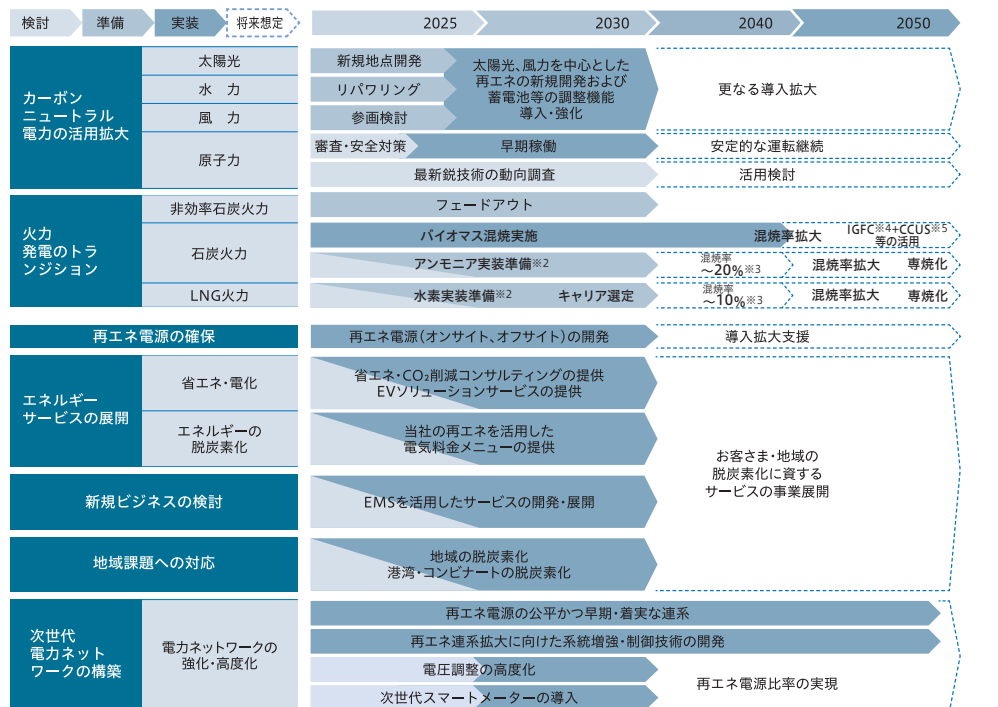 検討
準備
実装
将来想定
2025
2030
2040
2050
カーボン
ニュートラル
電力の活用拡大
太陽光
水　力
風　力
原子力
新規地点開発
リパワリング
参画検討
太陽光、風力を中心とした
再エネの新規開発および
蓄電池等の調整機能
導入・強化
更なる導入拡大
審査・安全対策
早期稼働
安定的な運転継続
最新鋭技術の動向調査
活用検討
火力
発電のトラ
ンジション
非効率石炭火力
石炭火力
LNG火力
フェードアウト
バイオマス混焼実施
混焼率拡大
IGFC※4+CCUS※5
等の活用
アンモニア実装準備※2
混焼率
～20%※3
混焼率拡大
専焼化
水素実装準備※2
キャリア選定
混焼率
～10%※3
混焼率拡大
専焼化
再エネ電源の確保
再エネ電源（オンサイト、オフサイト）の開発
導入拡大支援
エネルギー
サービスの展開
省エネ・電化
エネルギーの
脱炭素化
省エネ・CO₂削減コンサルティングの提供
EVソリューションサービスの提供
当社の再エネを活用した
電気料金メニューの提供
お客さま・地域の
脱炭素化に資する
サービスの事業展開
新規ビジネスの検討
EMSを活用したサービスの開発・展開
地域課題への対応
地域の脱炭素化
港湾・コンビナートの脱炭素化
次世代
電力ネット
ワークの構築
電力ネットワークの
強化・高度化
再エネ電源の公平かつ早期・着実な連系
再エネ連系拡大に向けた系統増強・制御技術の開発
電圧調整の高度化
次世代スマートメーターの導入
再エネ電源比率の実現